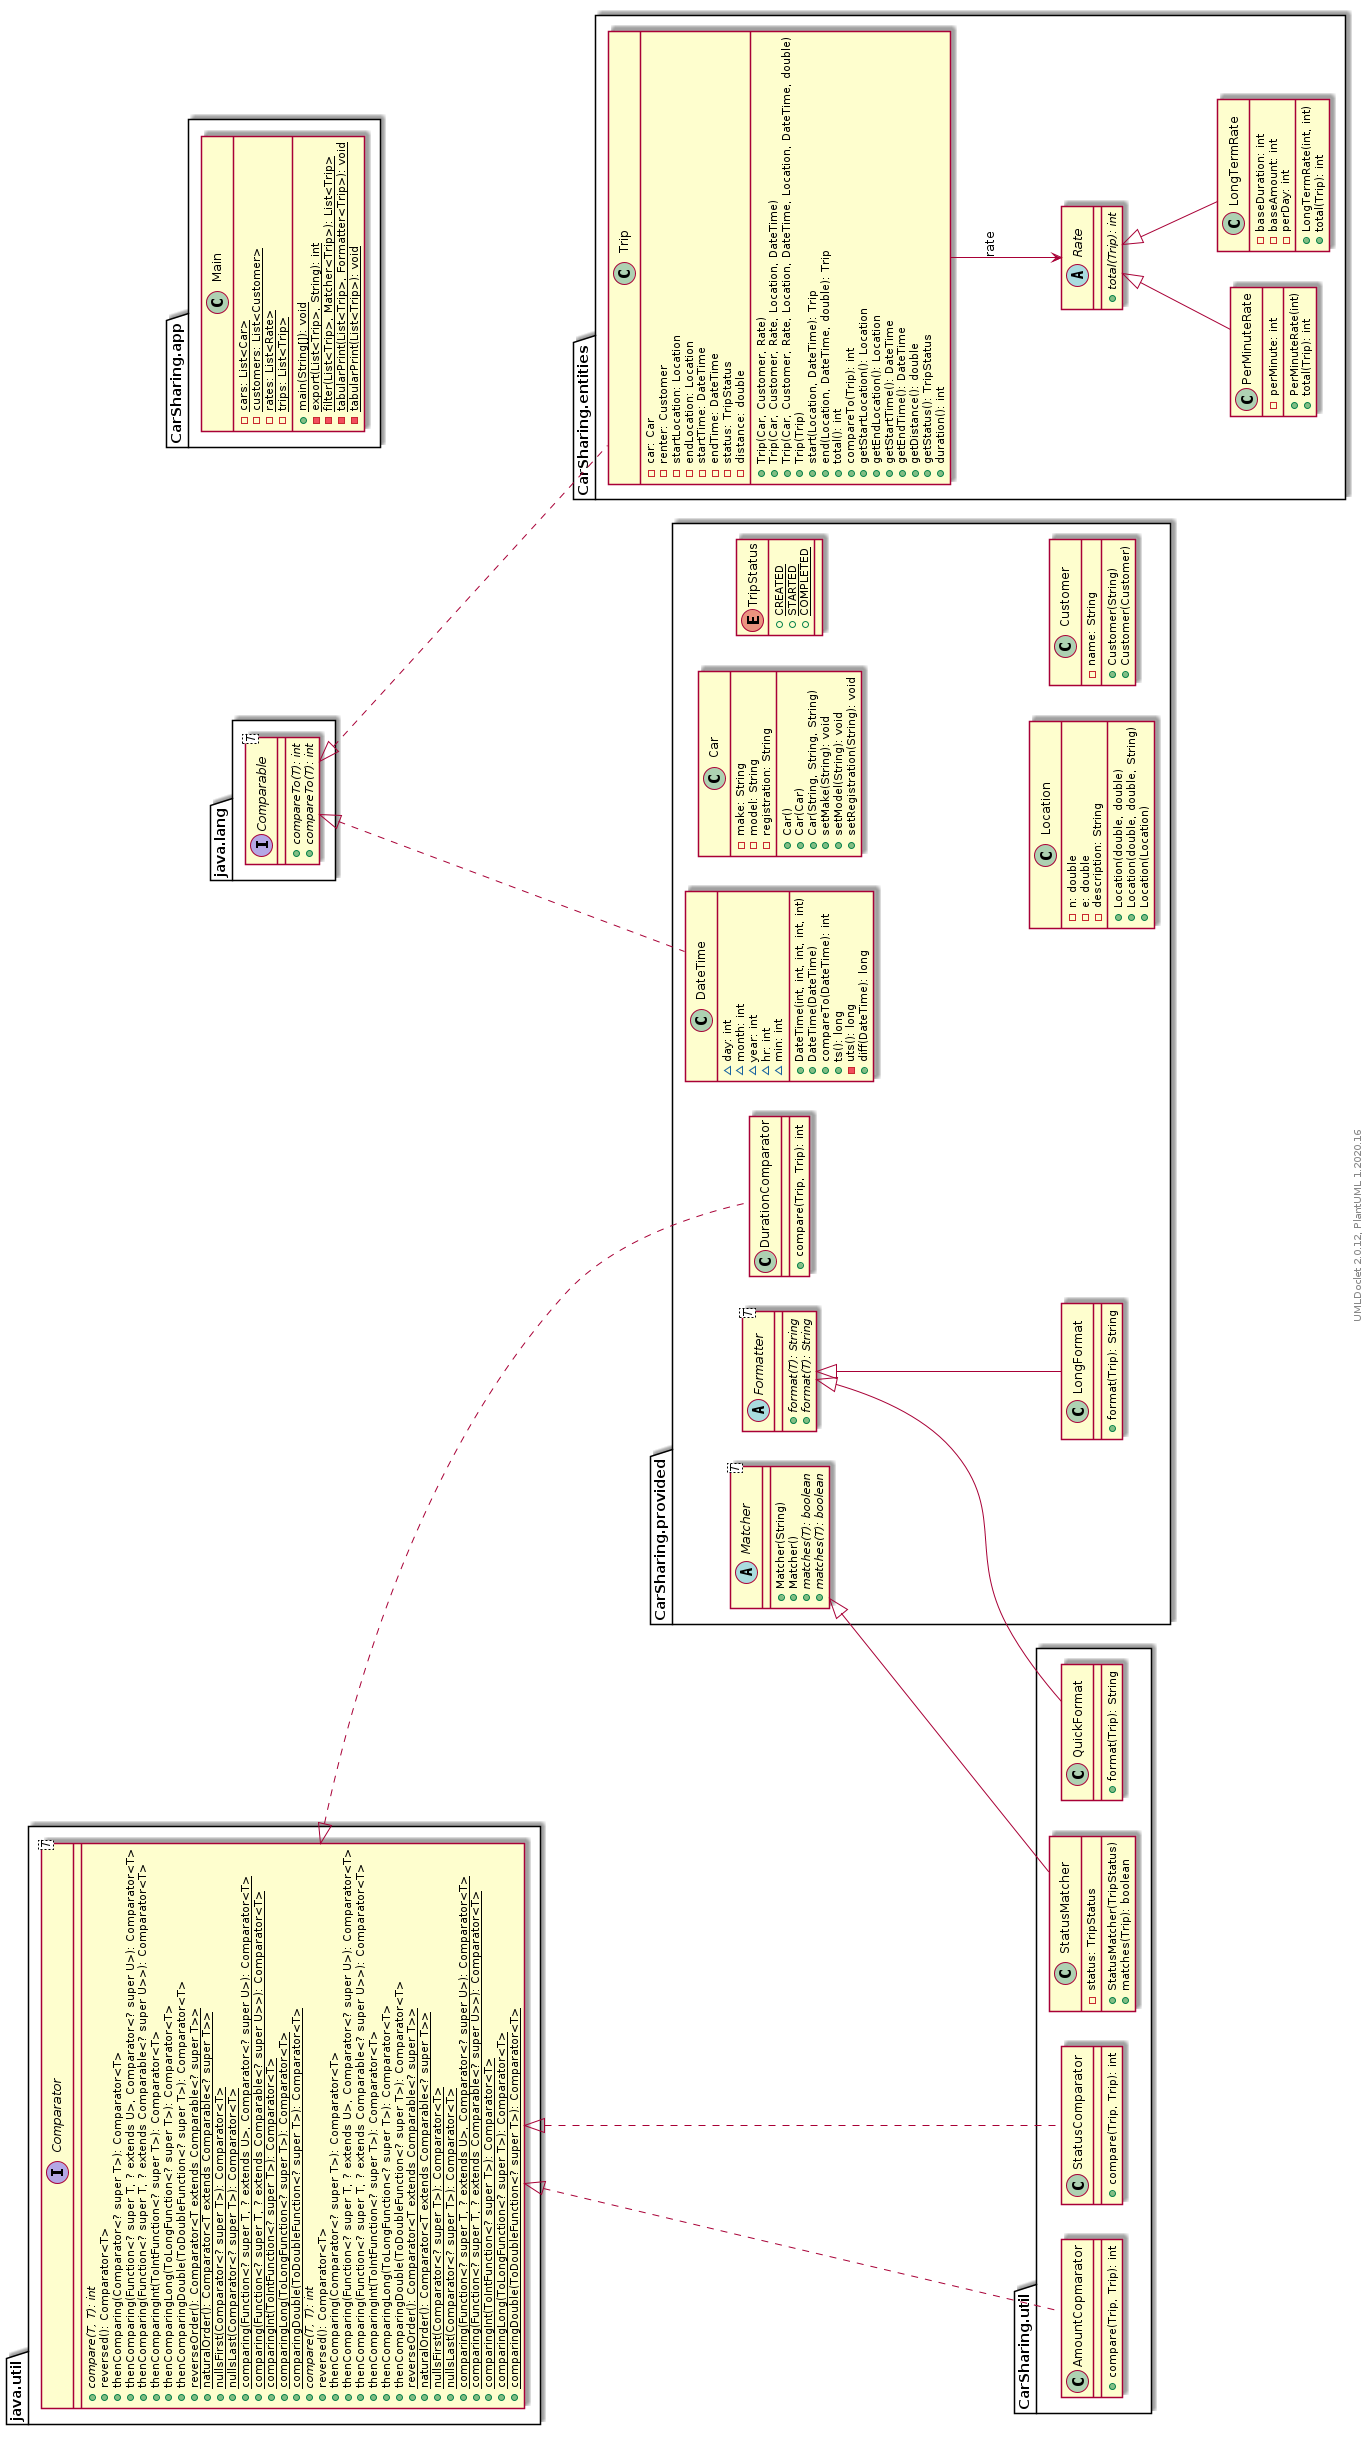 java.util
Comparator
T
compare(T, T): int
reversed(): Comparator<T>
thenComparing(Comparator<? super T>): Comparator<T>
thenComparing(Function<? super T, ? extends U>, Comparator<? super U>): Comparator<T>
thenComparing(Function<? super T, ? extends Comparable<? super U>>): Comparator<T>
thenComparingInt(ToIntFunction<? super T>): Comparator<T>
thenComparingLong(ToLongFunction<? super T>): Comparator<T>
thenComparingDouble(ToDoubleFunction<? super T>): Comparator<T>
reverseOrder(): Comparator<T extends Comparable<? super T>>
naturalOrder(): Comparator<T extends Comparable<? super T>>
nullsFirst(Comparator<? super T>): Comparator<T>
nullsLast(Comparator<? super T>): Comparator<T>
comparing(Function<? super T, ? extends U>, Comparator<? super U>): Comparator<T>
comparing(Function<? super T, ? extends Comparable<? super U>>): Comparator<T>
comparingInt(ToIntFunction<? super T>): Comparator<T>
comparingLong(ToLongFunction<? super T>): Comparator<T>
comparingDouble(ToDoubleFunction<? super T>): Comparator<T>
compare(T, T): int
reversed(): Comparator<T>
thenComparing(Comparator<? super T>): Comparator<T>
thenComparing(Function<? super T, ? extends U>, Comparator<? super U>): Comparator<T>
thenComparing(Function<? super T, ? extends Comparable<? super U>>): Comparator<T>
thenComparingInt(ToIntFunction<? super T>): Comparator<T>
thenComparingLong(ToLongFunction<? super T>): Comparator<T>
thenComparingDouble(ToDoubleFunction<? super T>): Comparator<T>
reverseOrder(): Comparator<T extends Comparable<? super T>>
naturalOrder(): Comparator<T extends Comparable<? super T>>
nullsFirst(Comparator<? super T>): Comparator<T>
nullsLast(Comparator<? super T>): Comparator<T>
comparing(Function<? super T, ? extends U>, Comparator<? super U>): Comparator<T>
comparing(Function<? super T, ? extends Comparable<? super U>>): Comparator<T>
comparingInt(ToIntFunction<? super T>): Comparator<T>
comparingLong(ToLongFunction<? super T>): Comparator<T>
comparingDouble(ToDoubleFunction<? super T>): Comparator<T>
java.lang
I Comparable
T
compareTo(T): int
compareTo(T): int
CarSharing.app
C Main
cars: List<Car>
customers: List<Customer>
rates: List<Rate>
trips: List<Trip>
main(String[]): void
export(List<Trip>, String): int
filter(List<Trip>, Matcher<Trip>): List<Trip>
tabularPrint(List<Trip>, Formatter<Trip>): void
tabularPrint(List<Trip>): void
CarSharing.provided
A Matcher
T
Matcher(String)
Matcher()
matches(T): boolean
matches(T): boolean
A Formatter
T
format(T): String
format(T): String
C DurationComparator
compare(Trip, Trip): int
C DateTime
day: int
month: int
year: int
hr: int
min: int
DateTime(int, int, int, int, int)
DateTime(DateTime)
compareTo(DateTime): int
ts(): long
uts(): long
diff(DateTime): long
C Car
make: String
model: String
registration: String
Car()
Car(Car)
Car(String, String, String)
setMake(String): void
setModel(String): void
setRegistration(String): void
E TripStatus
CREATED
STARTED
COMPLETED
C LongFormat
format(Trip): String
C Location
n: double
e: double
description: String
Location(double, double)
Location(double, double, String)
Location(Location)
C Customer
name: String
Customer(String)
Customer(Customer)
CarSharing.entities
C Trip
car: Car
renter: Customer
startLocation: Location
endLocation: Location
startTime: DateTime
endTime: DateTime
status: TripStatus
distance: double
Trip(Car, Customer, Rate)
Trip(Car, Customer, Rate, Location, DateTime)
Trip(Car, Customer, Rate, Location, DateTime, Location, DateTime, double)
Trip(Trip)
start(Location, DateTime): Trip
end(Location, DateTime, double): Trip
total(): int
compareTo(Trip): int
getStartLocation(): Location
getEndLocation(): Location
getStartTime(): DateTime
getEndTime(): DateTime
getDistance(): double
getStatus(): TripStatus
duration(): int
rate
A Rate
total(Trip): int
C PerMinuteRate
perMinute: int
PerMinuteRate(int)
total(Trip): int
C LongTermRate
baseDuration: int
baseAmount: int
perDay: int
LongTermRate(int, int)
total(Trip): int
CarSharing.util
C AmountCopmarator
compare(Trip, Trip): int
C StatusComparator
compare(Trip, Trip): int
C StatusMatcher
status: TripStatus
StatusMatcher(TripStatus)
matches(Trip): boolean
C QuickFormat
format(Trip): String
UMLDoclet 2.0.12, PlantUML 1.2020.16